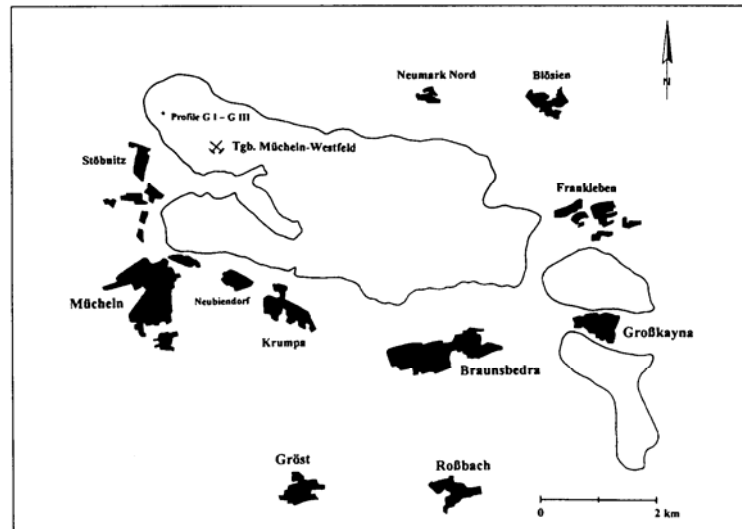 Neumark Nord
Blösien
N
Profile G I – G III
Tgb. Mücheln-Westfeld
Stöbnitz
Frankleben
Mücheln
Neubiendorf
Krumpa
Großkayna
Braunsbedra
Gröst
Roßbach
0
2 km